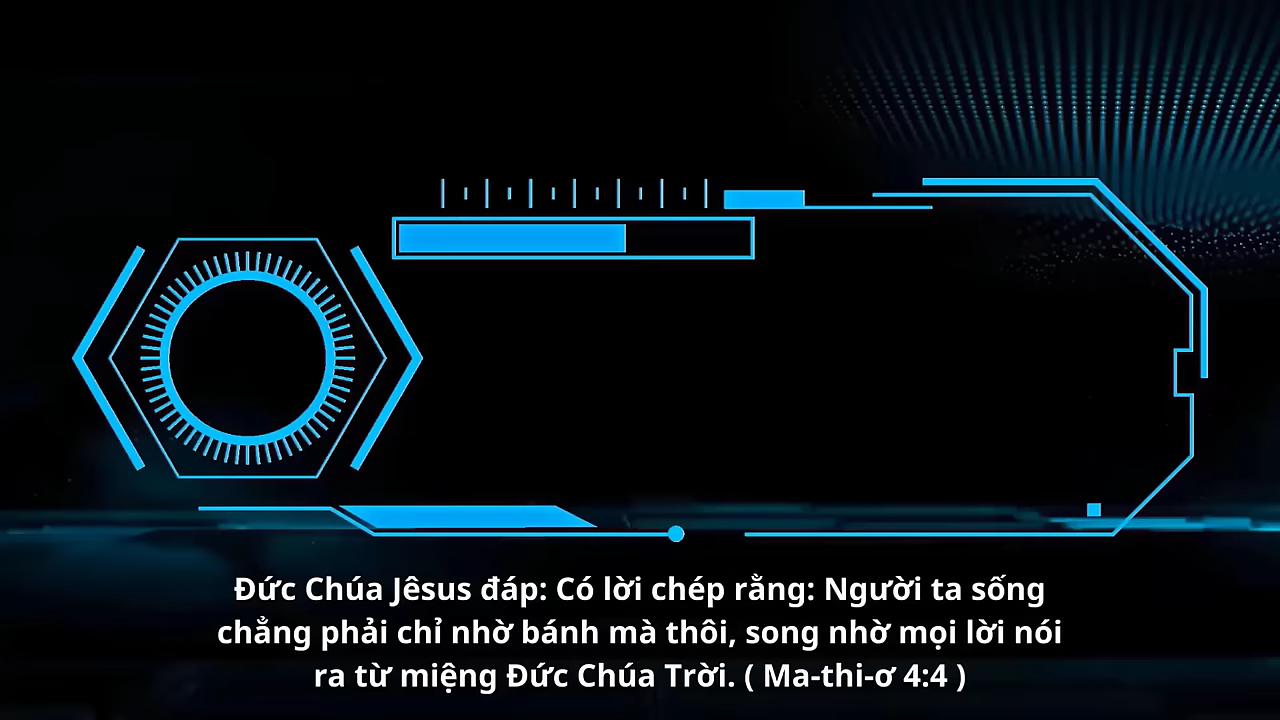 Đức Chúa Jêsus đáp: Có lời chép rằng: Người ta sống
chẳng phải chỉ nhờ bánh mà thôi, song nhờ mọi lời nói
ra từ miệng Đức Chúa Trời. ( Ma-thi-ơ 4:4 )